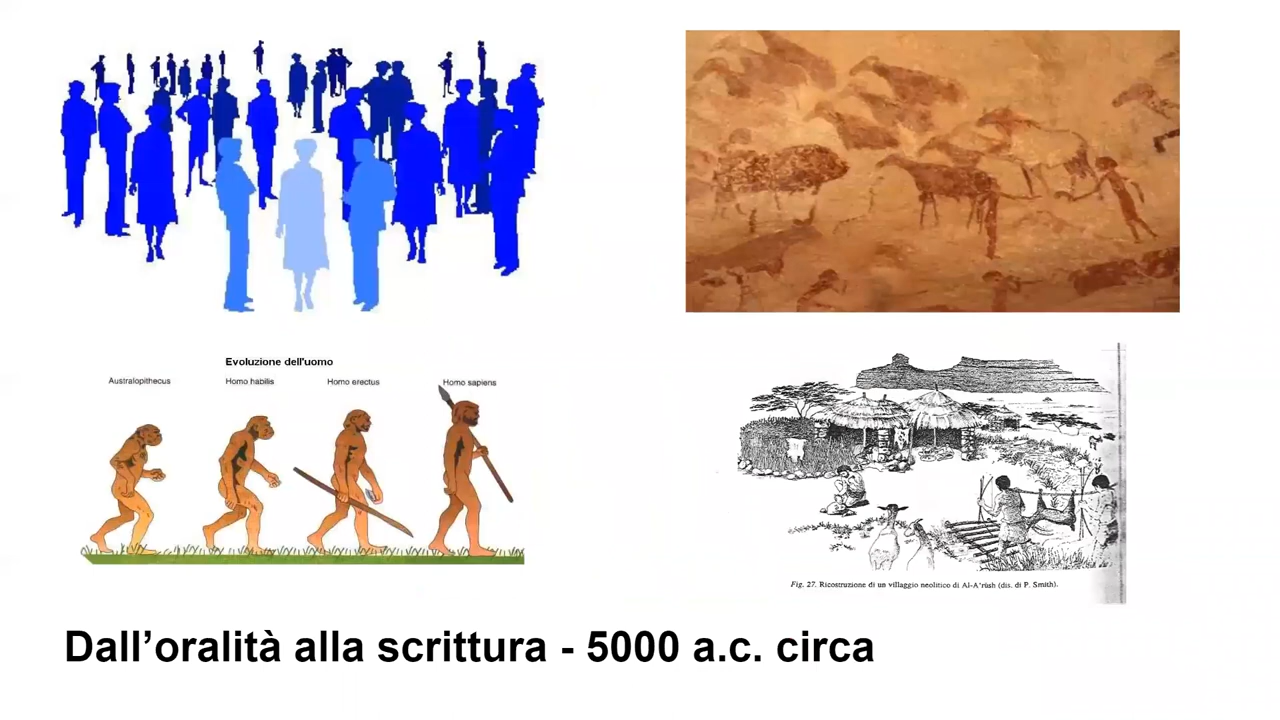 Evoluzione dell'uomo
Australopithecus Homo habilis Homo erectus Homo sapiens
Fig. 27. Ricostruzione di un villaggio neolitico di Al-A'rùsh (dis. di P. Smith).
Dall’oralità alla scrittura - 5000 a.c. circa